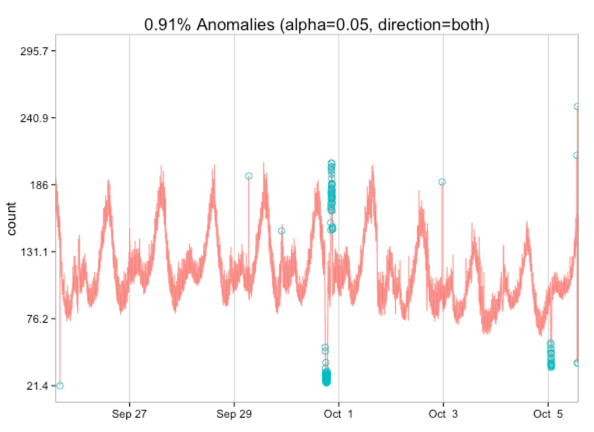 0.91% Anomalies (alpha=0.05, direction=both)
295.7
240.9
186
131.1
76.2
21.4
count
Sep 27
Sep 29
Oct 1
Oct 3
Oct 5